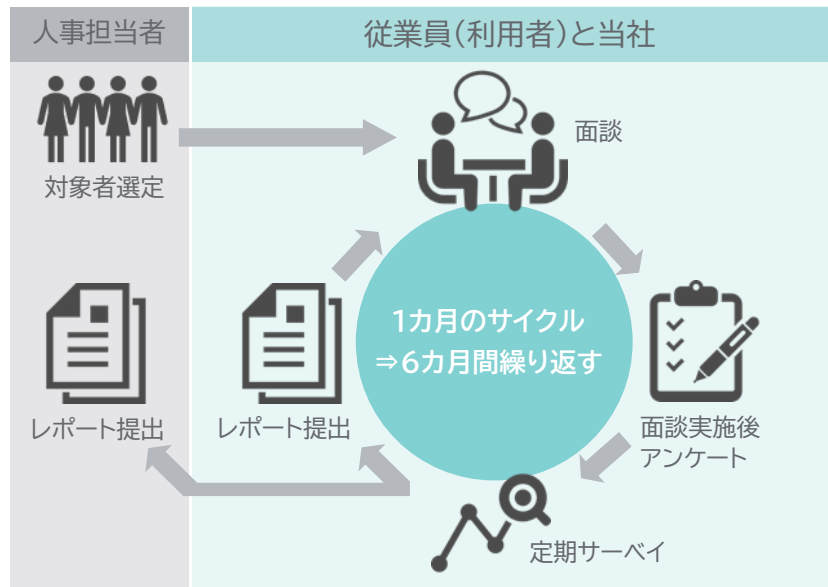 人事担当者
従業員(利用者)と当社
対象者選定
面談
1カ月のサイクル
⇒6カ月間繰り返す
レポート提出
レポート提出
面談実施後
アンケート
定期サーベイ